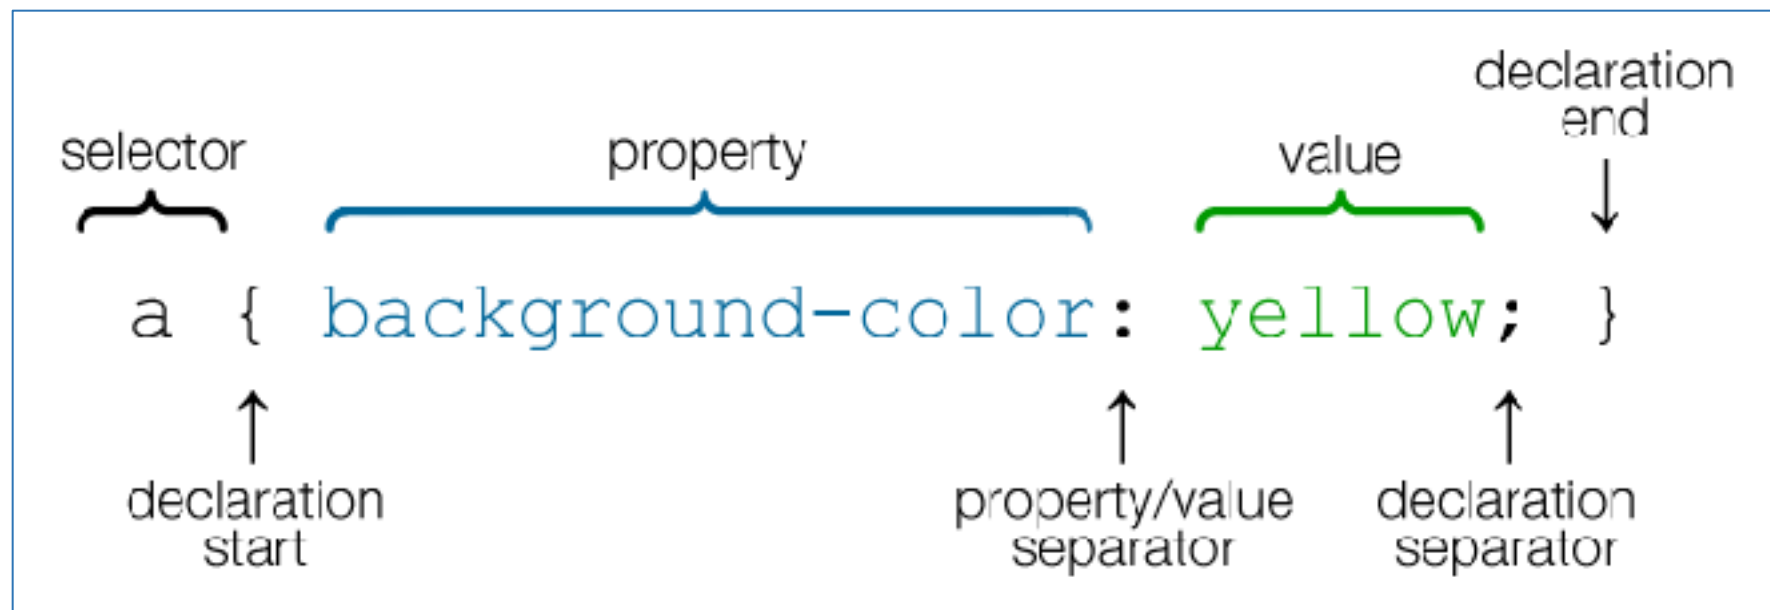 declaration
end
selector
property
value
a { background-color: yellow; }
declaration
start
property/value
separator
declaration
separator